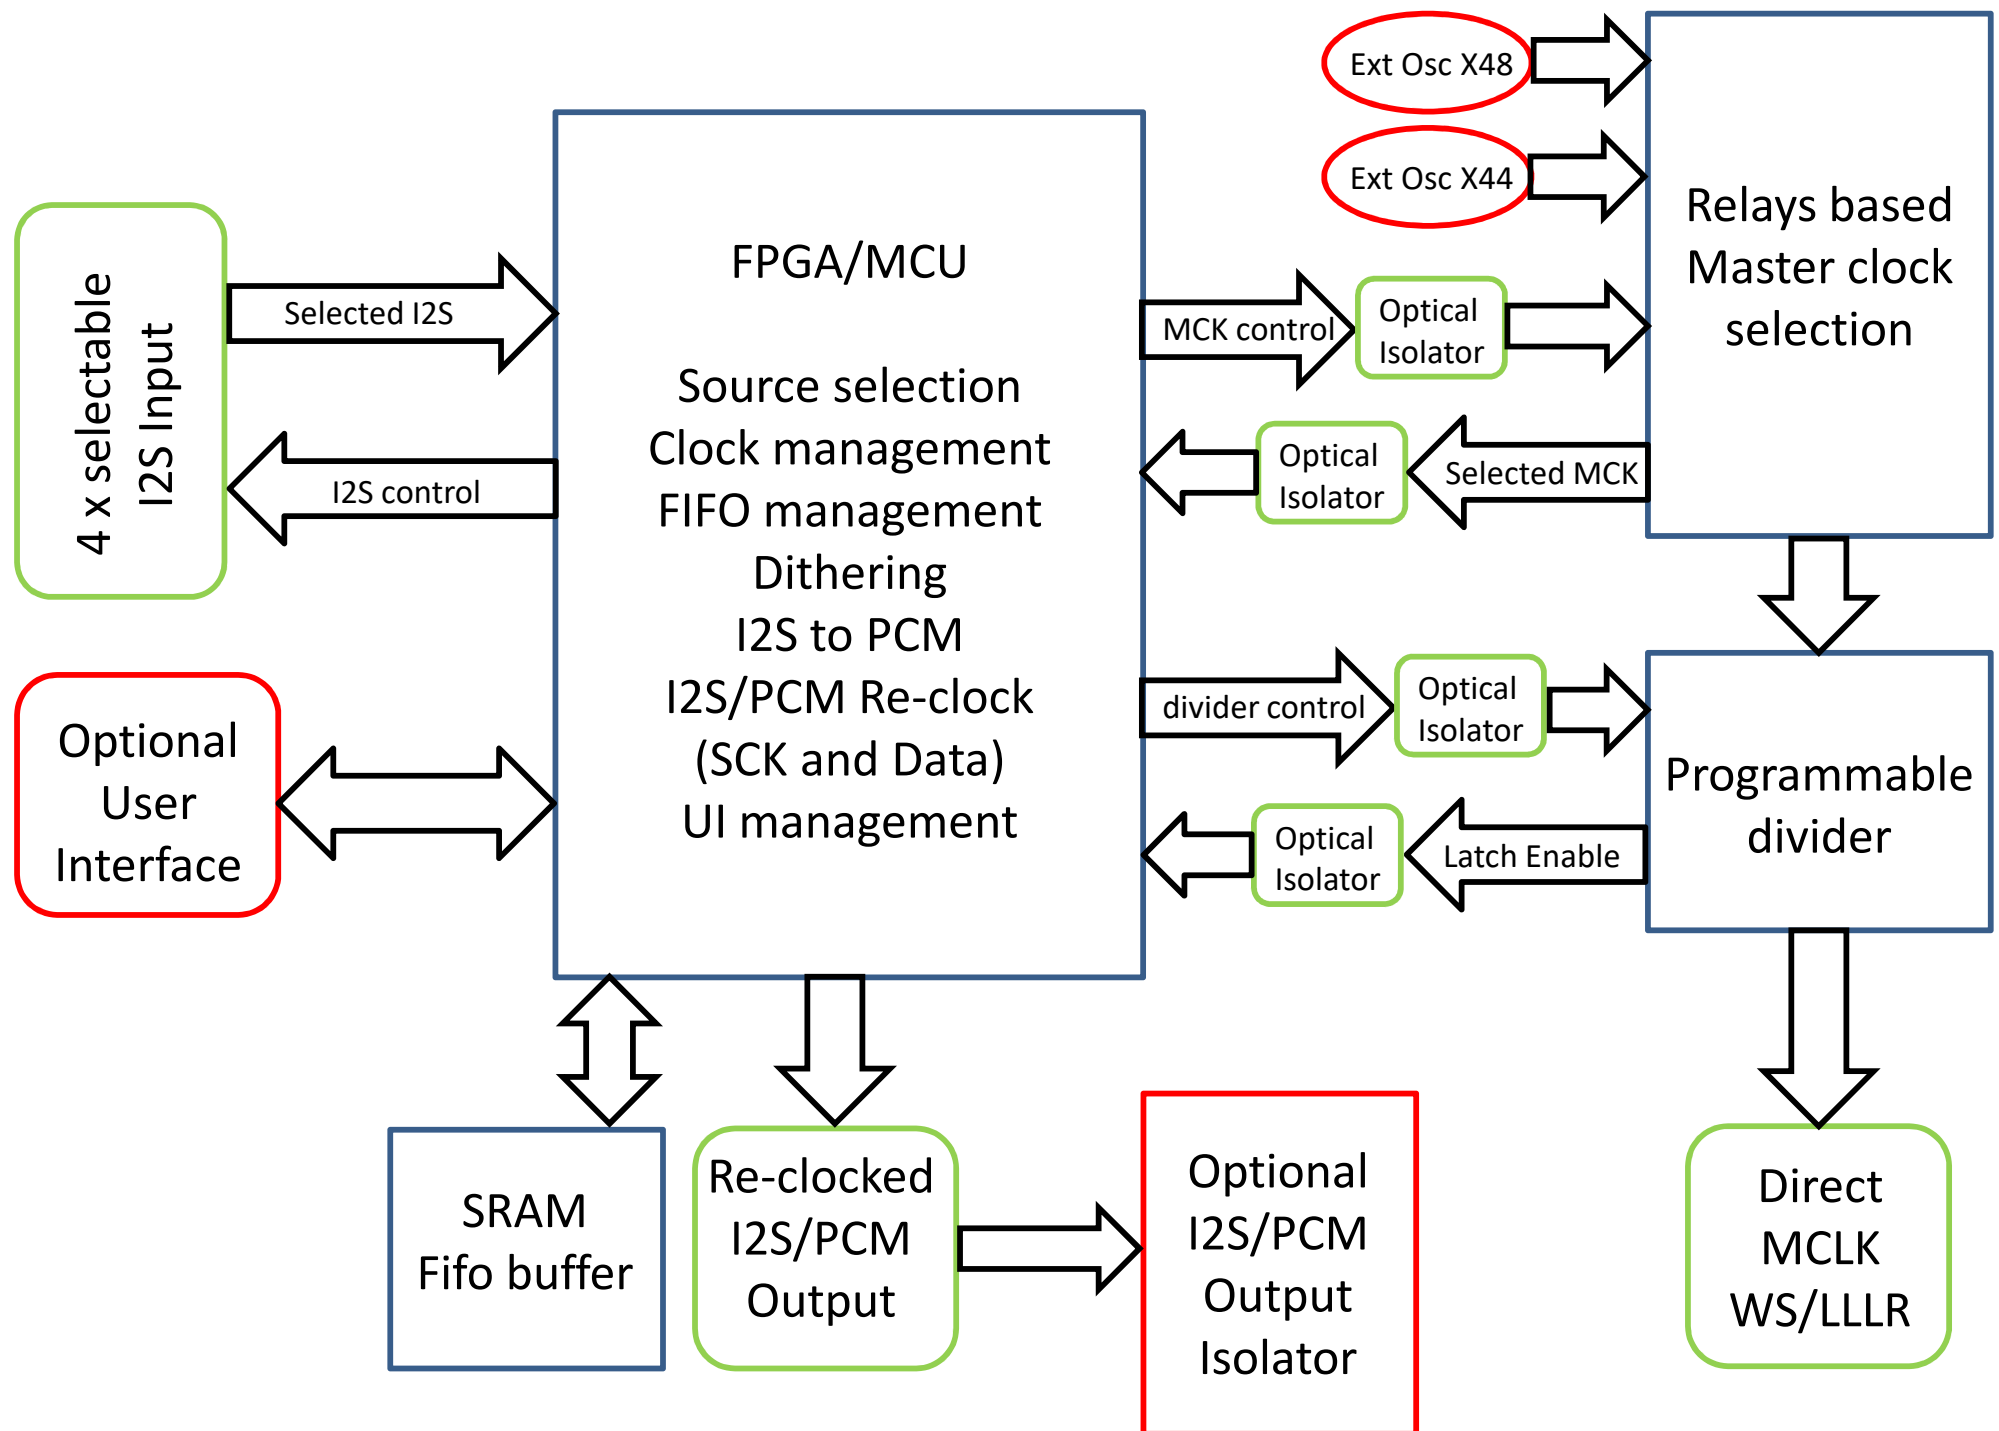 Ext Osc X48
Ext Osc X44
Relays based
Master clock
selection
FPGA/MCU
Source selection
Clock management
FIFO management
Dithering
I2S to PCM
I2S/PCM Re-clock
(SCK and Data)
UI management
4 x selectable
I2S Input
Selected I2S
I2S control
MCK control
Optical
Isolator
Optical
Isolator
Selected MCK
Optional
User
Interface
divider control
Optical
Isolator
Programmable
divider
Optical
Isolator
Latch Enable
SRAM
Fifo buffer
Re-clocked
I2S/PCM
Output
Optional
I2S/PCM
Output
Isolator
Direct
MCLK
WS/LLLR